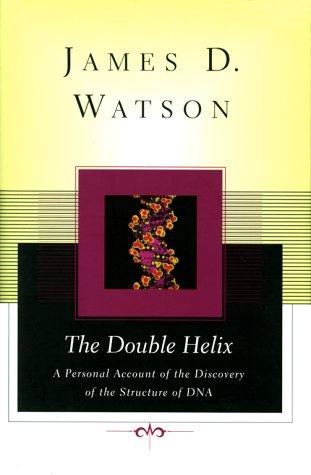 JAMES D.
WATSON
The Double Helix
A Personal Account of the Discovery
of the Structure of DNA